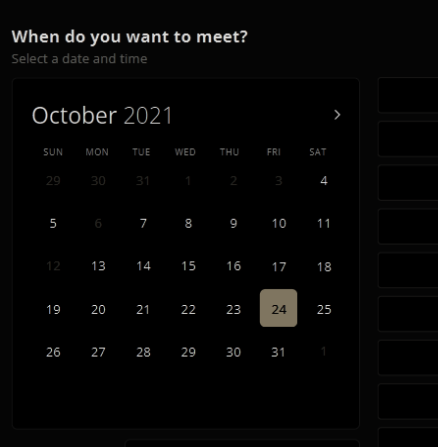 When do you want to meet?
Select a date and time
October 2021
SUN MON TUE WED THU FRI SAT
29 30 31 1 2 3 4
5 6 7 8 9 10 11
12 13 14 15 16 17 18
19 20 21 22 23 24 25
26 27 28 29 30 31 1